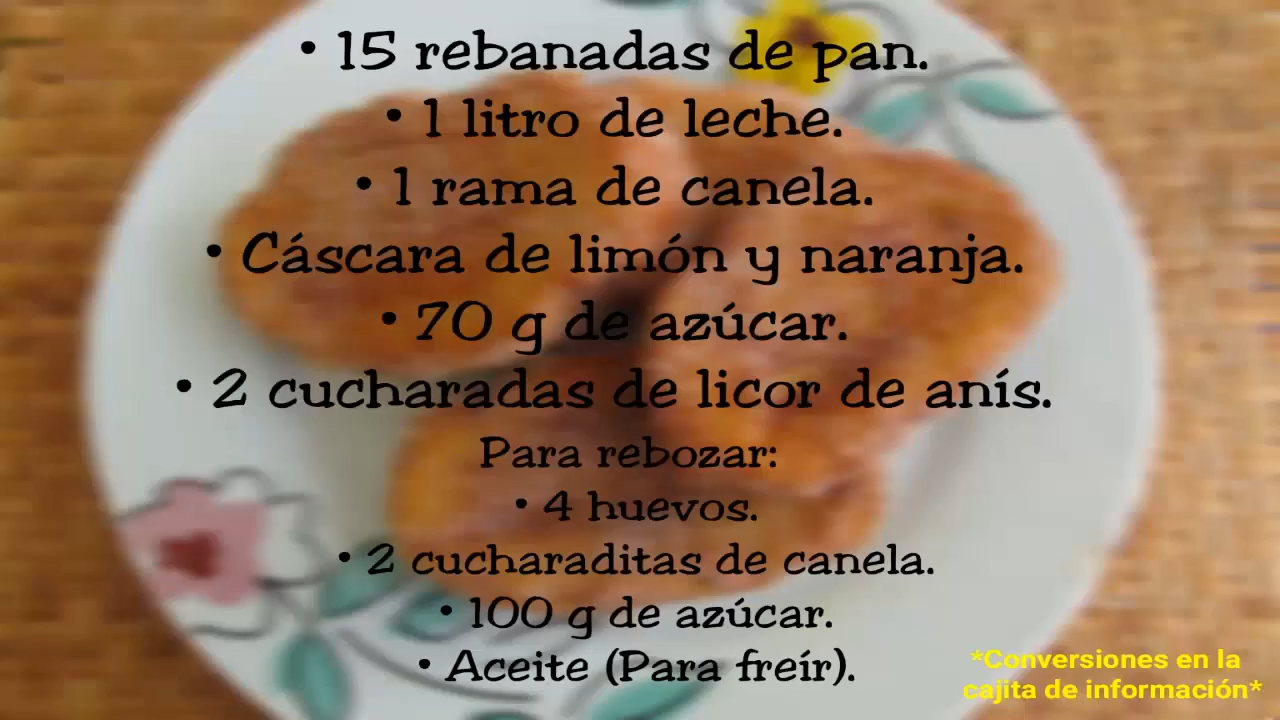 • 15 rebanadas de pan.
• 1 litro de leche.
• 1 rama de canela.
• Cáscara de limón y naranja.
• 70 g de azúcar.
• 2 cucharadas de licor de anís.
Para rebozar:
• 4 huevos.
• 2 cucharaditas de canela.
• 100 g de azúcar.
• Aceite (Para freír).
*Conversiones en la
cajita de información*